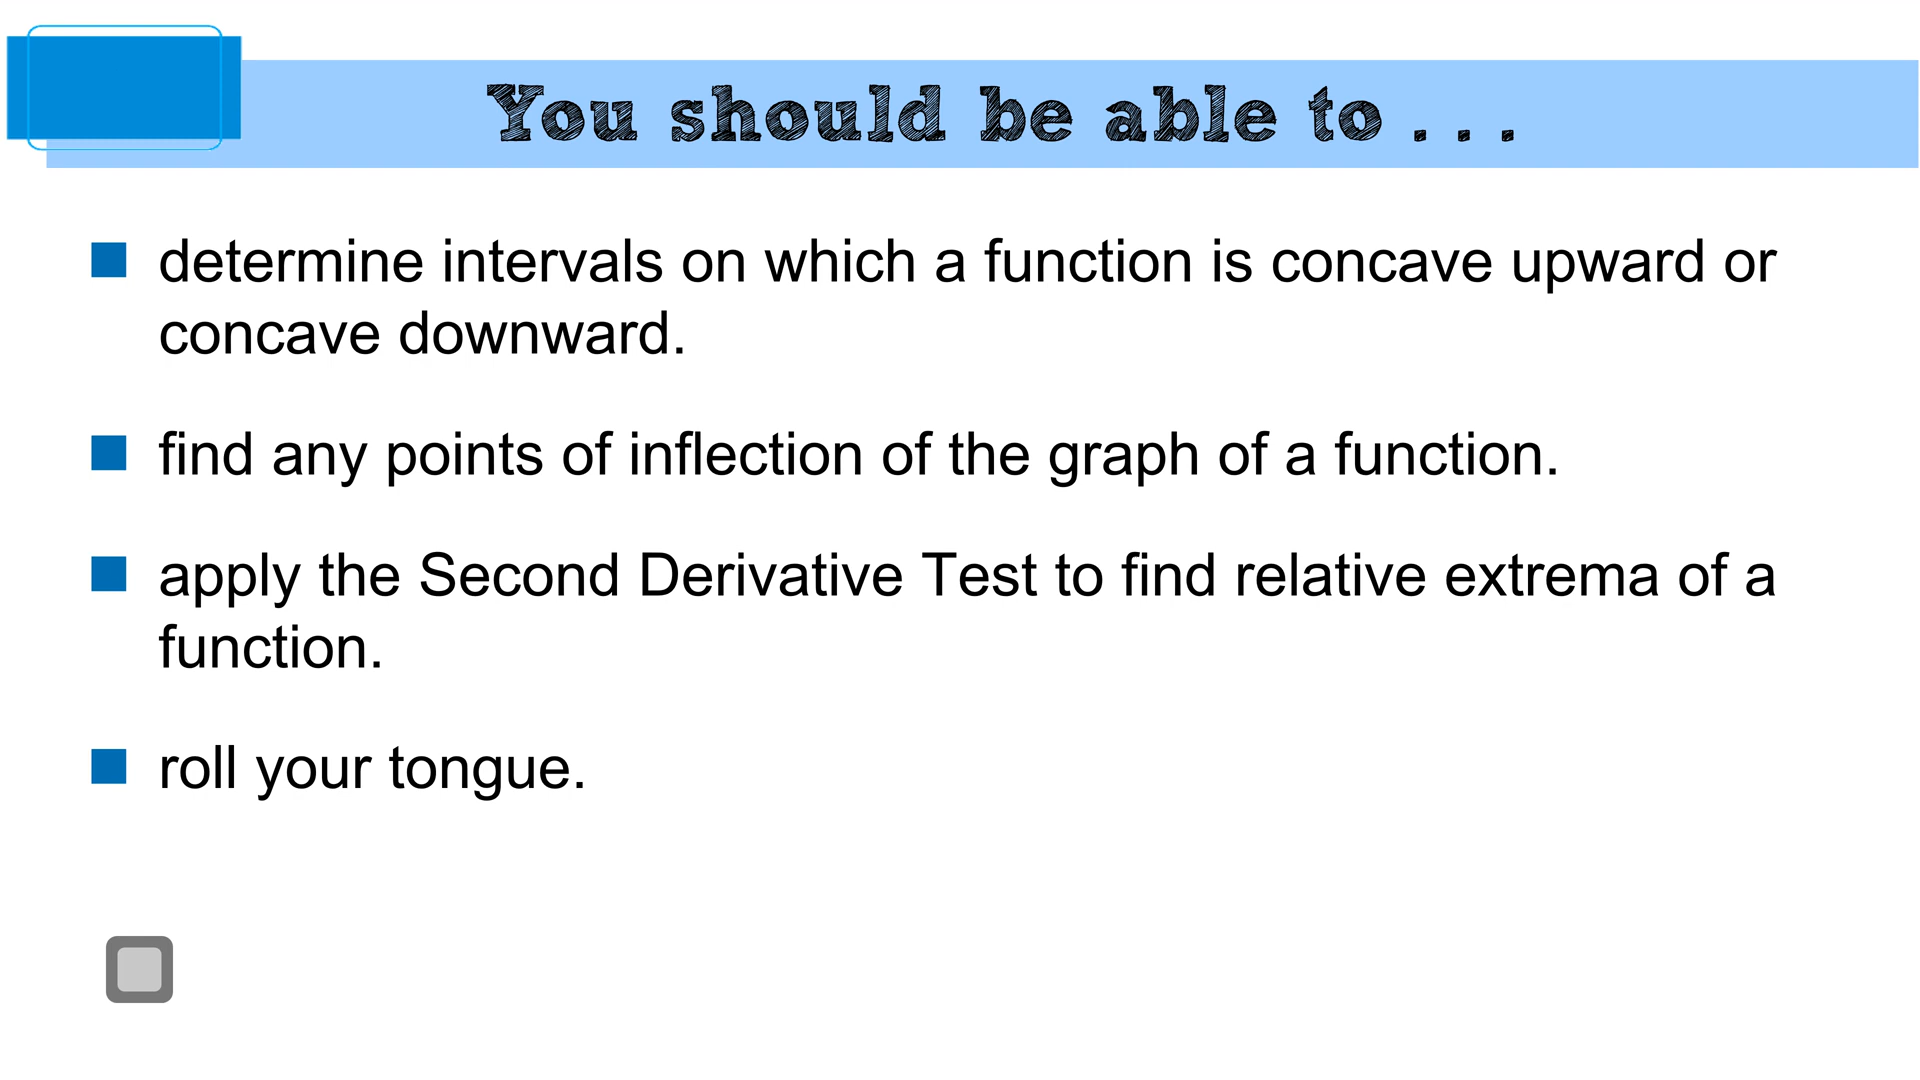 You should be able to . . .
determine intervals on which a function is concave upward or
concave downward.
find any points of inflection of the graph of a function.
apply the Second Derivative Test to find relative extrema of a
function.
roll your tongue.